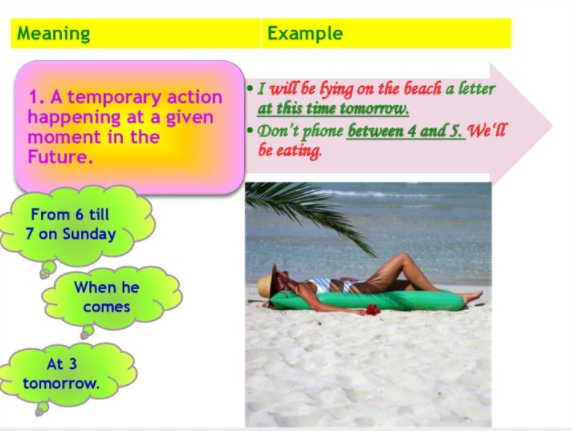 Meaning
Example
1. A temporary action
happening at a given
moment in the
Future.
• I will be lying on the beach a letter
at this time tomorrow.
• Don't phone between 4 and 5. We'll
be eating.
From 6 till
7 on Sunday
When he
comes
At 3
tomorrow.